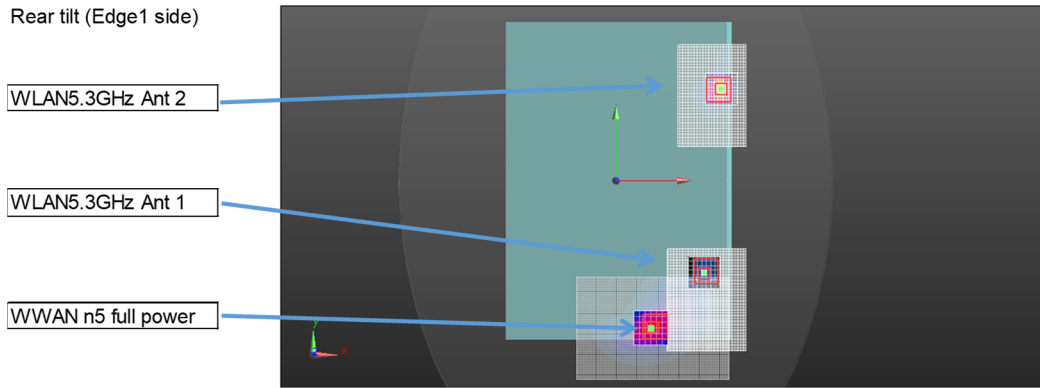 Rear tilt (Edge1 side)
WLAN5.3GHz Ant 2
WLAN5.3GHz Ant 1
WWAN n5 full power
Y
X